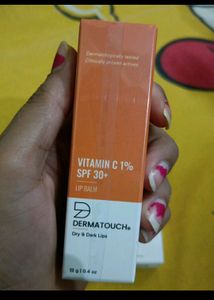 Dermatologically tested
Clinically proven actives
VITAMIN C 1%
SPF 30+
LIP BALM
DERMATOUCH®
Dry & Dark Lips
12 g | 0.4 oz